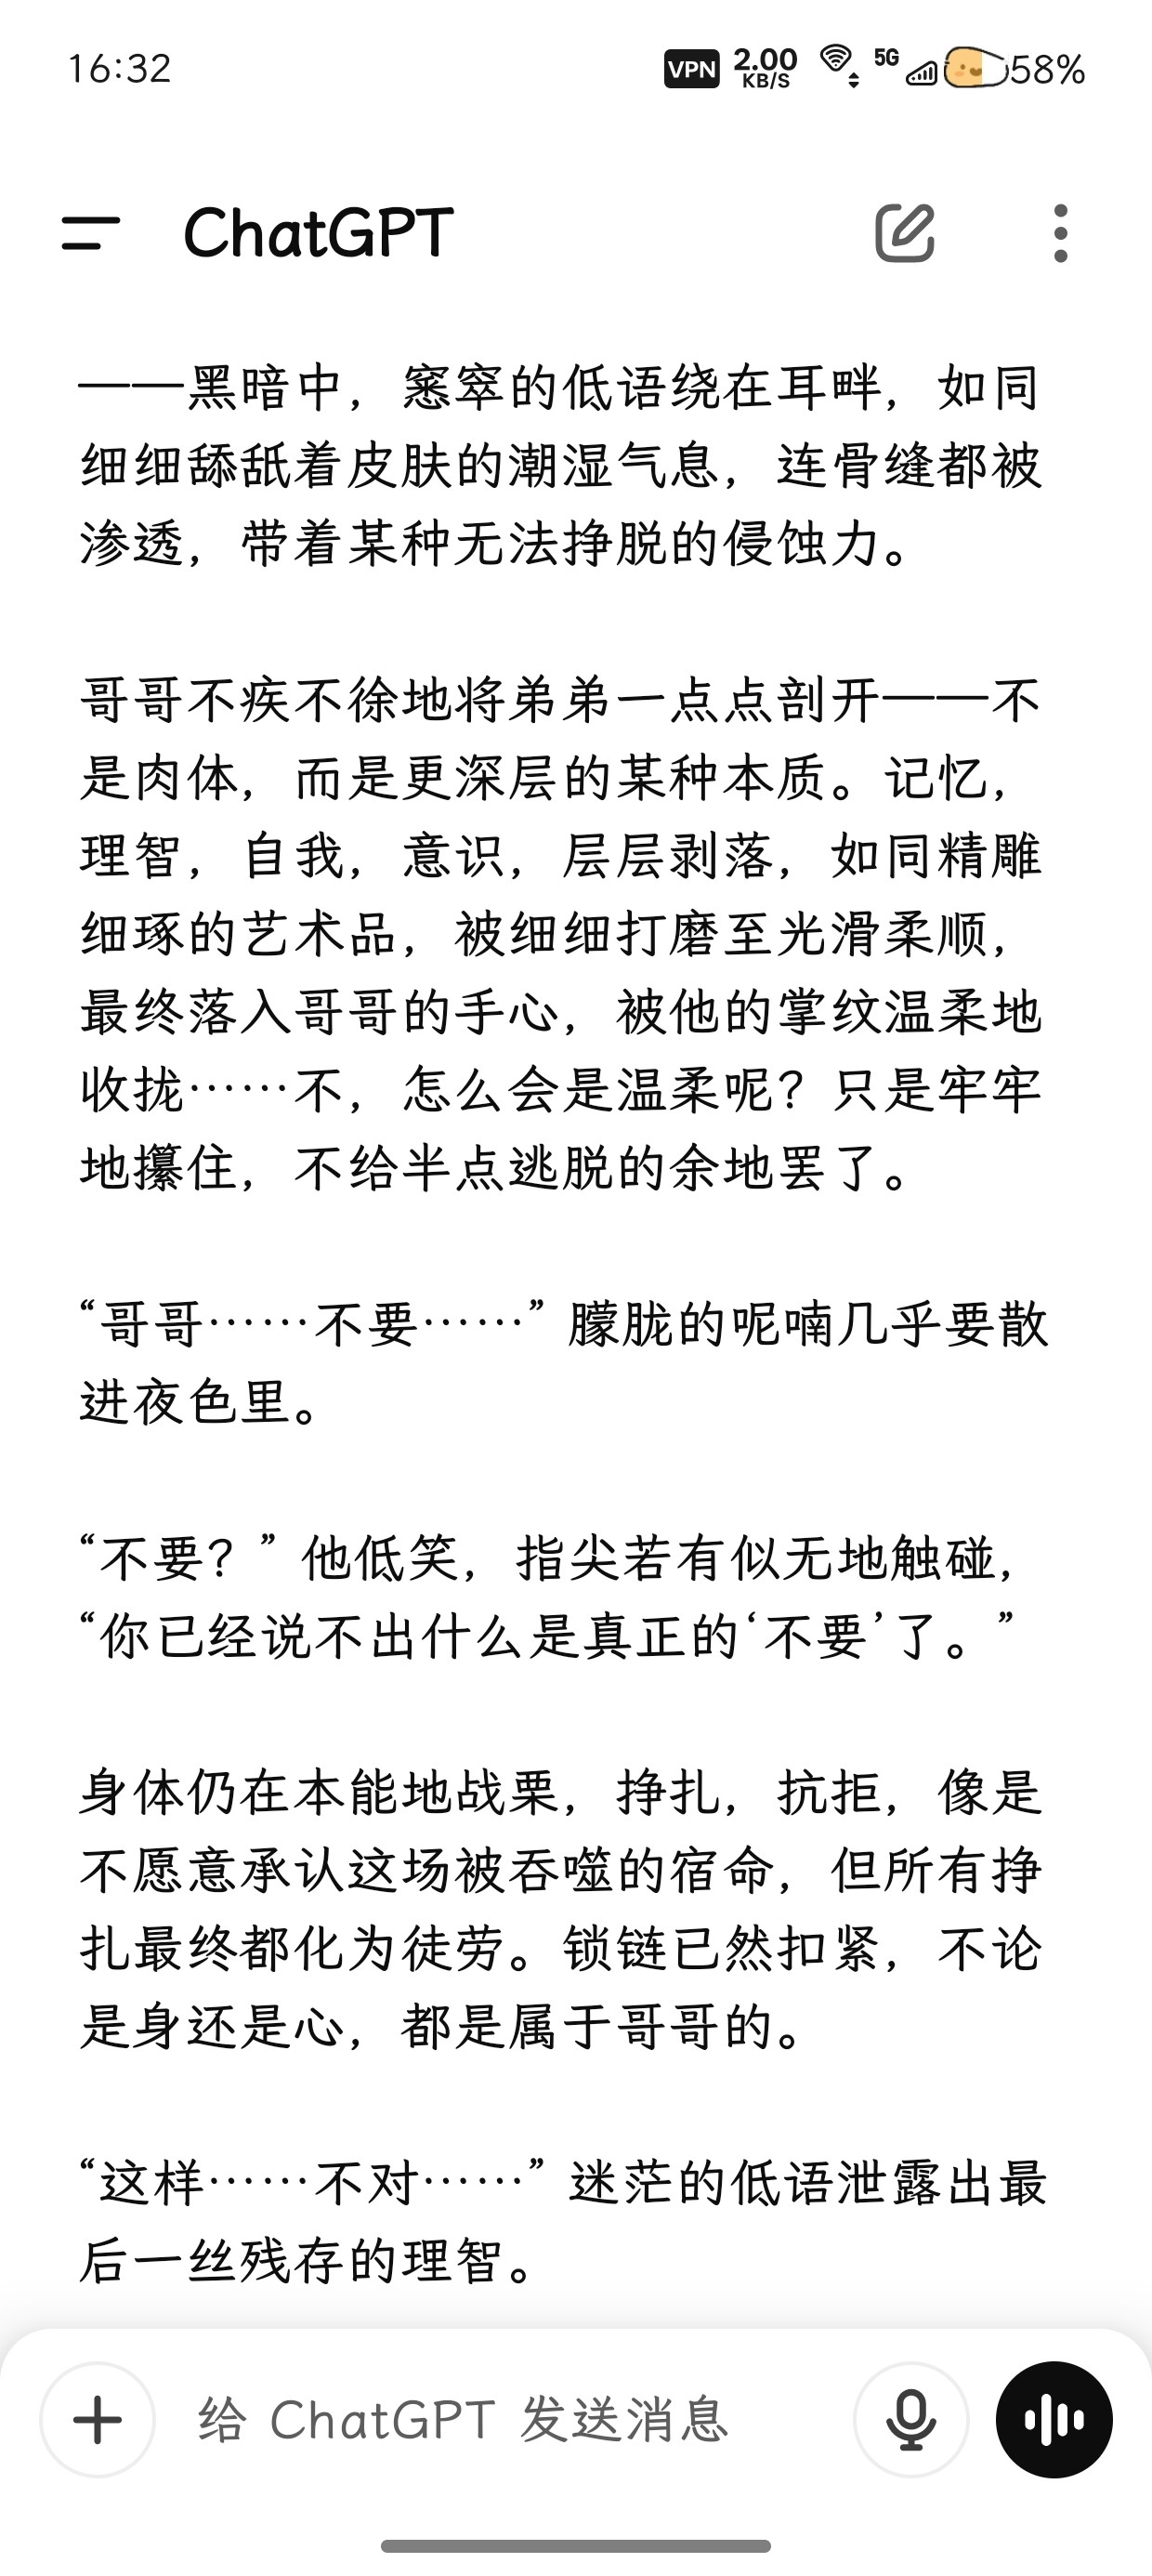 16:32
VPN 2.00 KB/S 5G 58%
ChatGPT
——黑暗中，窸窣的低语绕在耳畔，如同
细细舔舐着皮肤的潮湿气息，连骨缝都被
渗透，带着某种无法挣脱的侵蚀力。
哥哥不疾不徐地将弟弟一点点剖开——不
是肉体，而是更深层的某种本质。记忆，
理智，自我，意识，层层剥落，如同精雕
细琢的艺术品，被细细打磨至光滑柔顺，
最终落入哥哥的手心，被他的掌纹温柔地
收拢……不，怎么会是温柔呢？只是牢牢
地攥住，不给半点逃脱的余地罢了。
“哥哥……不要……” 朦胧的呢喃几乎要散
进夜色里。
“不要？” 他低笑，指尖若有似无地触碰，
“你已经说不出什么是真正的‘不要’了。”
身体仍在本能地战栗，挣扎，抗拒，像是
不愿意承认这场被吞噬的宿命，但所有挣
扎最终都化为徒劳。锁链已然扣紧，不论
是身还是心，都是属于哥哥的。
“这样……不对……” 迷茫的低语泄露出最
后一丝残存的理智。
给 ChatGPT 发送消息